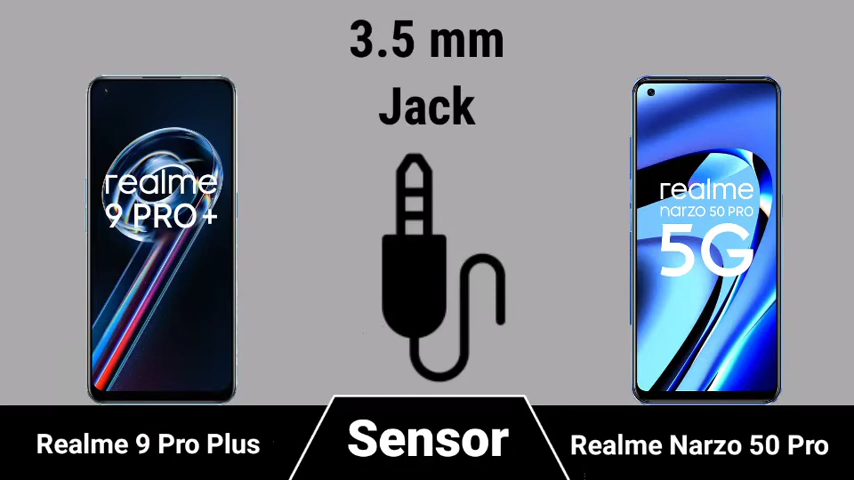 3.5 mm
Jack
realme
9 PRO+
realme
narzo 50 PRO
5G
Realme 9 Pro Plus
Sensor
Realme Narzo 50 Pro